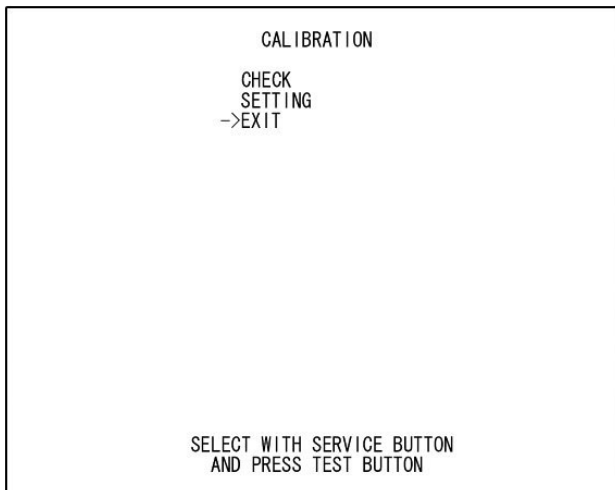 CALIBRATION
CHECK
SETTING
->EXIT
SELECT WITH SERVICE BUTTON
AND PRESS TEST BUTTON